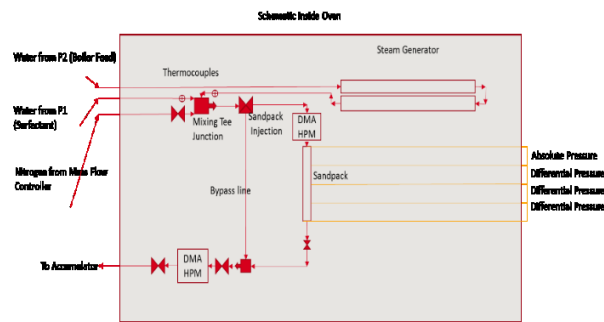 Schematic Inside Oven
Water from P2 (Boiler Feed)
Steam Generator
Thermocouples
Water from P1
(Surfactant)
Mixing Tee
Junction
Sandpack
Injection
DMA
HPM
Nitrogen from Mass Flow
Controller
Bypass line
Sandpack
Absolute Pressure
Differential Pressure
Differential Pressure
Differential Pressure
To Accumulator
DMA
HPM